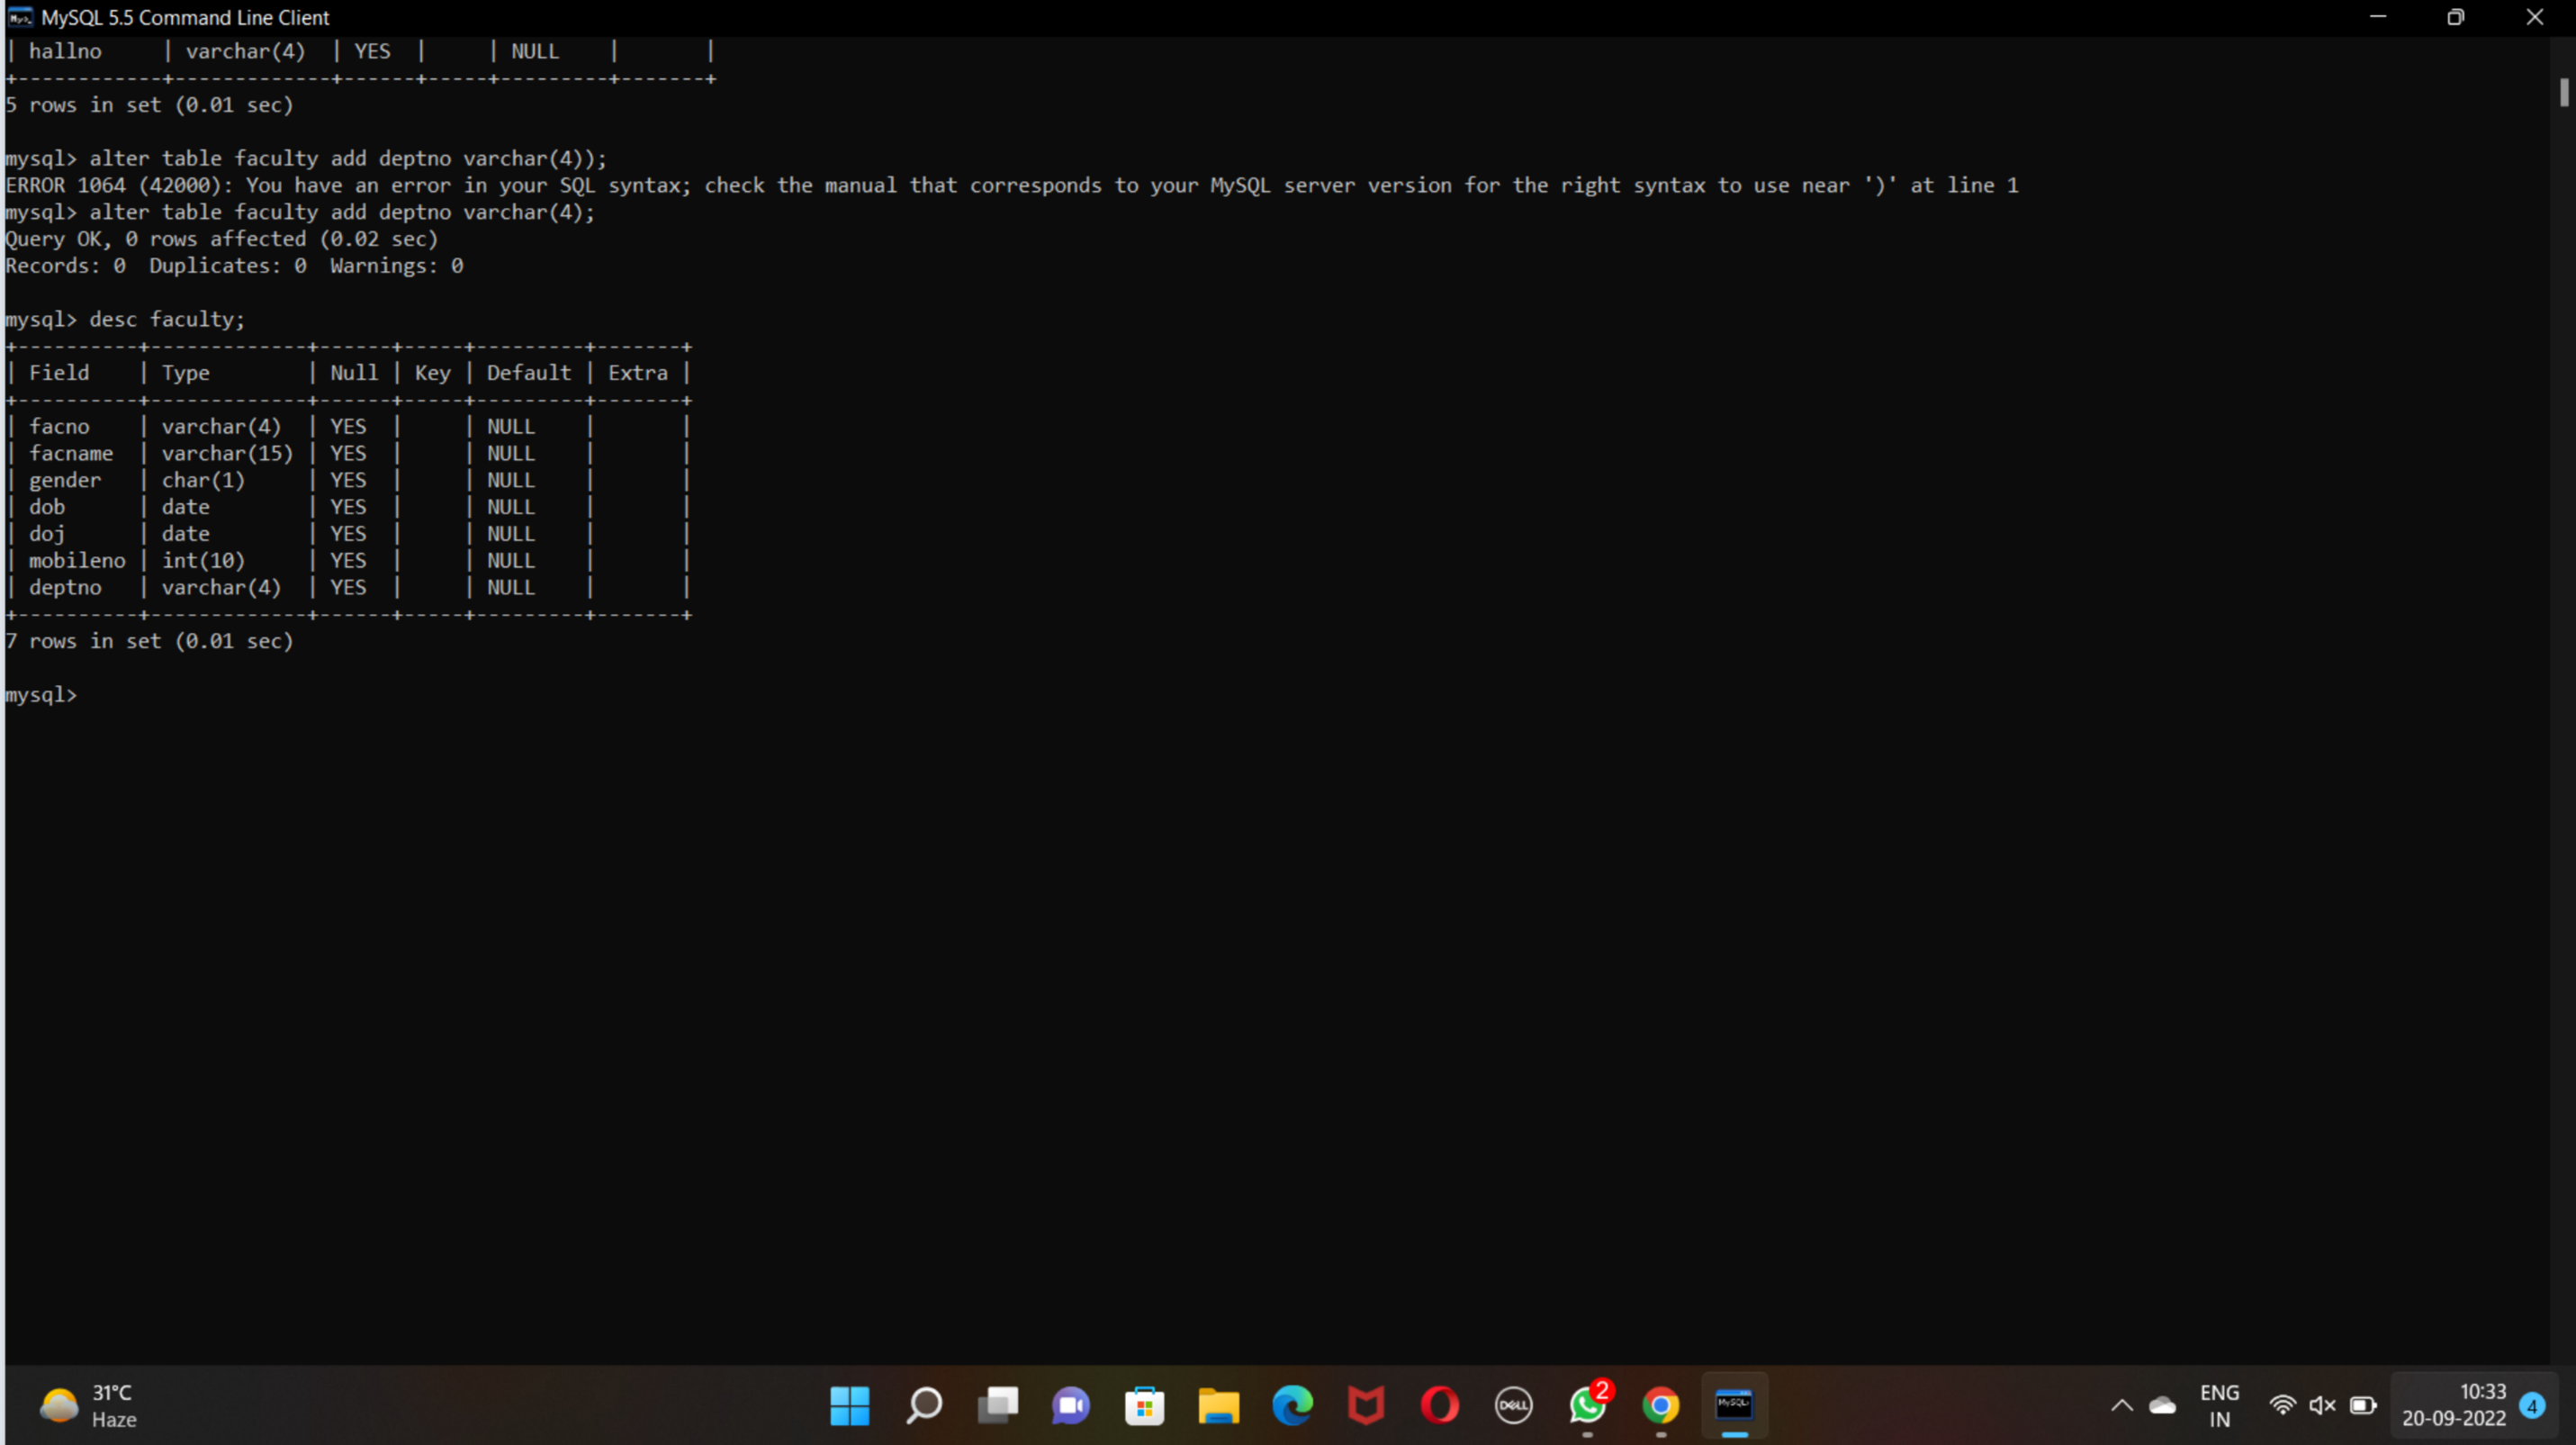 MySQL 5.5 Command Line Client
| hallno     | varchar(4)  | YES  |     | NULL    |       |
+------------+-------------+------+-----+---------+-------+
5 rows in set (0.01 sec)
mysql> alter table faculty add deptno varchar(4));
ERROR 1064 (42000): You have an error in your SQL syntax; check the manual that corresponds to your MySQL server version for the right syntax to use near ')' at line 1
mysql> alter table faculty add deptno varchar(4);
Query OK, 0 rows affected (0.02 sec)
Records: 0  Duplicates: 0  Warnings: 0
mysql> desc faculty;
+----------+-------------+------+-----+---------+-------+
| Field    | Type        | Null | Key | Default | Extra |
+----------+-------------+------+-----+---------+-------+
| facno    | varchar(4)  | YES  |     | NULL    |       |
| facname  | varchar(15) | YES  |     | NULL    |       |
| gender   | char(1)     | YES  |     | NULL    |       |
| dob      | date        | YES  |     | NULL    |       |
| doj      | date        | YES  |     | NULL    |       |
| mobileno | int(10)     | YES  |     | NULL    |       |
| deptno   | varchar(4)  | YES  |     | NULL    |       |
+----------+-------------+------+-----+---------+-------+
7 rows in set (0.01 sec)
mysql>
31°C
Haze
DELL
2
MySQL
ENG
IN
10:33
20-09-2022
4